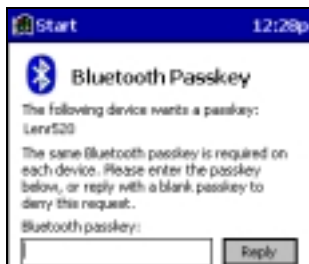 Start 12:28p
Bluetooth Passkey
The following device wants a passkey:
The same Bluetooth passkey is required on
each device. Please enter the passkey
below, or reply with a blank passkey to
deny this request.
Bluetooth passkey:
Reply